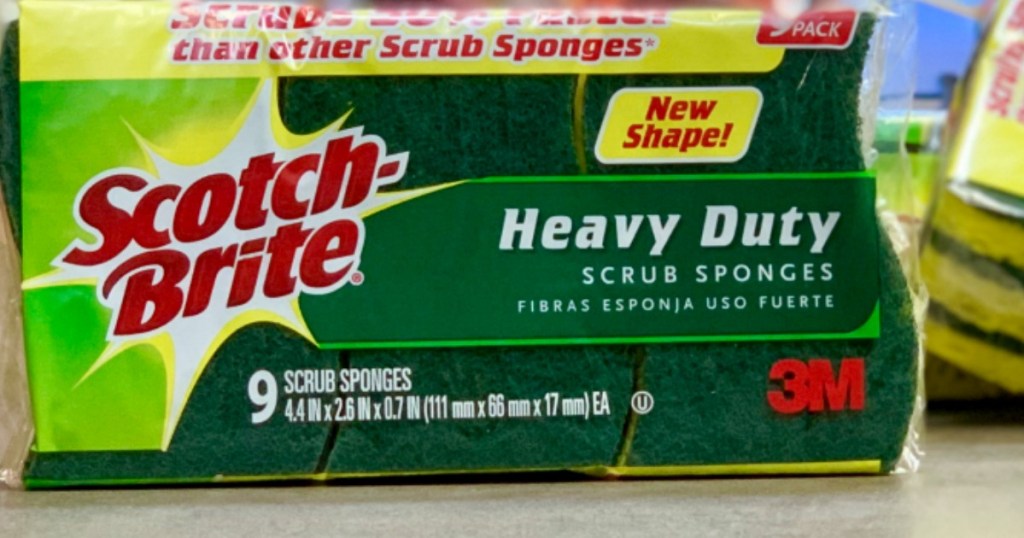 than other Scrub Sponges*
9 PACK
New
Shape!
Scotch-
Brite®
Heavy Duty
SCRUB SPONGES
FIBRAS ESPONJA USO FUERTE
9 SCRUB SPONGES
4.4 IN x 2.6 IN x 0.7 IN (111 mm x 66 mm x 17 mm) EA
U
3M